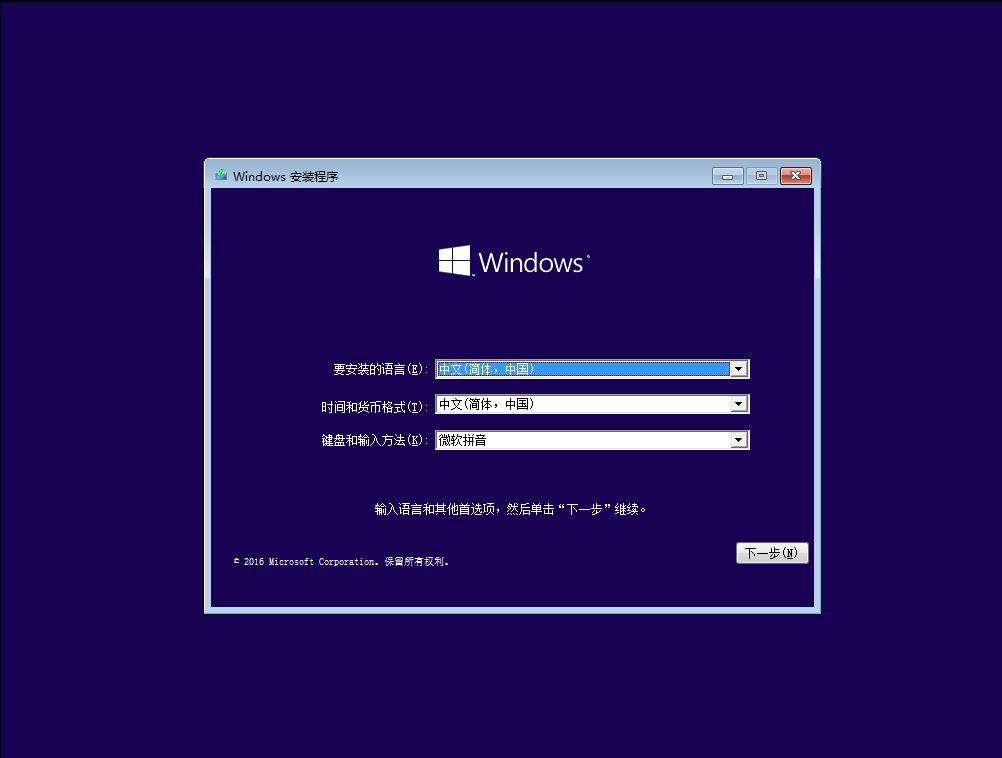 Windows 安装程序
Windows
要安装的语言(E): 中文(简体，中国)
时间和货币格式(T): 中文(简体，中国)
键盘和输入方法(K): 微软拼音
输入语言和其他首选项，然后单击“下一步”继续。
下一步(N)
© 2016 Microsoft Corporation。保留所有权利。